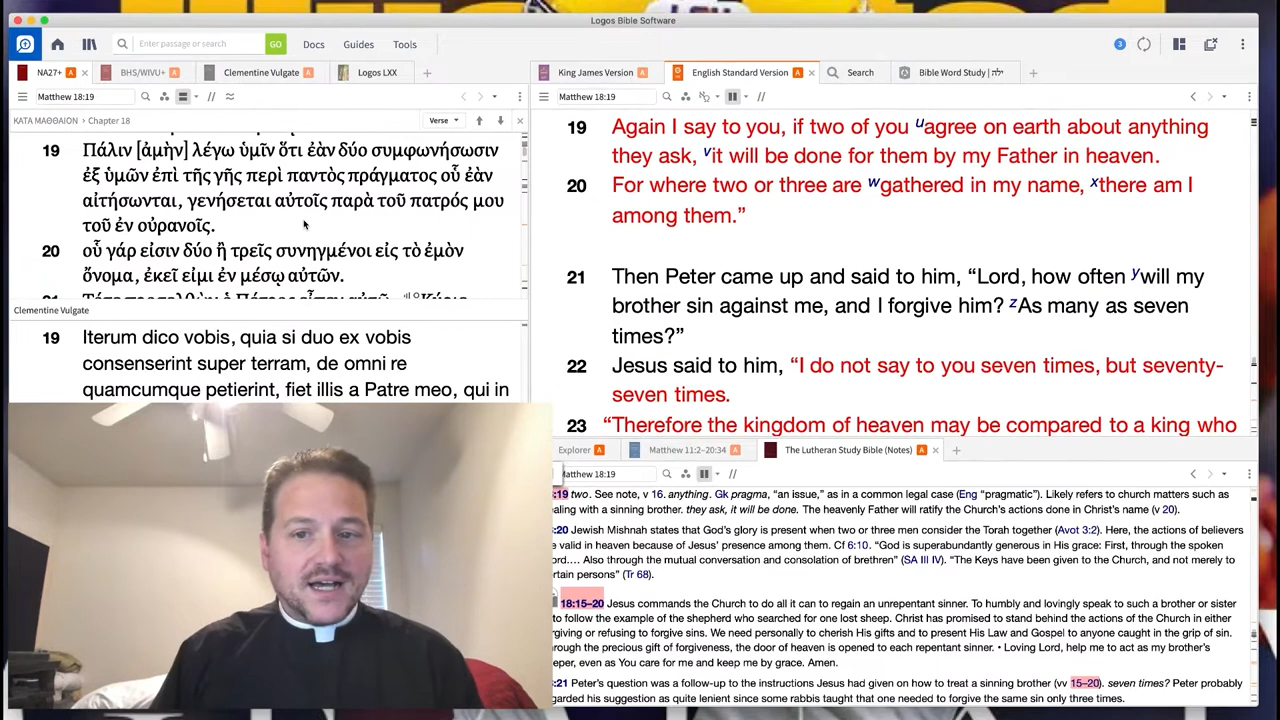 Logos Bible Software
Enter passage or search
GO
Docs
Guides
Tools
3
NA27+ A
BHS/WIVU+ A
Clementine Vulgate A
Logos LXX
Matthew 18:19
ΚΑΤΑ ΜΑΘΘΑΙΟΝ › Chapter 18
Verse
19 Πάλιν [ἀμὴν] λέγω ὑμῖν ὅτι ἐὰν δύο συμφωνήσωσιν
ἐξ ὑμῶν ἐπὶ τῆς γῆς περὶ παντὸς πράγματος οὗ ἐὰν
αἰτήσωνται, γενήσεται αὐτοῖς παρὰ τοῦ πατρός μου
τοῦ ἐν οὐρανοῖς.
20 οὗ γάρ εἰσιν δύο ἢ τρεῖς συνηγμένοι εἰς τὸ ἐμὸν
ὄνομα, ἐκεῖ εἰμι ἐν μέσῳ αὐτῶν.
Clementine Vulgate
19 Iterum dico vobis, quia si duo ex vobis
consenserint super terram, de omni re
quamcumque petierint, fiet illis a Patre meo, qui in
King James Version A
English Standard Version A
Search
Bible Word Study |
Matthew 18:19
19 Again I say to you, if two of you uagree on earth about anything
they ask, vit will be done for them by my Father in heaven.
20 For where two or three are wgathered in my name, xthere am I
among them.”
21 Then Peter came up and said to him, “Lord, how often ywill my
brother sin against me, and I forgive him? zAs many as seven
times?”
22 Jesus said to him, “I do not say to you seven times, but seventy-
seven times.
23 “Therefore the kingdom of heaven may be compared to a king who
Explorer A
Matthew 11:2–20:34 A
The Lutheran Study Bible (Notes) A
Matthew 18:19
:19 two. See note, v 16. anything. Gk pragma, “an issue,” as in a common legal case (Eng “pragmatic”). Likely refers to church matters such as
aling with a sinning brother. they ask, it will be done. The heavenly Father will ratify the Church’s actions done in Christ’s name (v 20).
:20 Jewish Mishnah states that God’s glory is present when two or three men consider the Torah together (Avot 3:2). Here, the actions of believers
e valid in heaven because of Jesus’ presence among them. Cf 6:10. “God is superabundantly generous in His grace: First, through the spoken
ord.… Also through the mutual conversation and consolation of brethren” (SA III IV). “The Keys have been given to the Church, and not merely to
rtain persons” (Tr 68).
18:15–20 Jesus commands the Church to do all it can to regain an unrepentant sinner. To humbly and lovingly speak to such a brother or sister
to follow the example of the shepherd who searched for one lost sheep. Christ has promised to stand behind the actions of the Church in either
rgiving or refusing to forgive sins. We need personally to cherish His gifts and to present His Law and Gospel to anyone caught in the grip of sin.
rough the precious gift of forgiveness, the door of heaven is opened to each repentant sinner. • Loving Lord, help me to act as my brother’s
eper, even as You care for me and keep me by grace. Amen.
:21 Peter’s question was a follow-up to the instructions Jesus had given on how to treat a sinning brother (vv 15–20). seven times? Peter probably
garded his suggestion as quite lenient since some rabbis taught that one needed to forgive the same sin only three times.